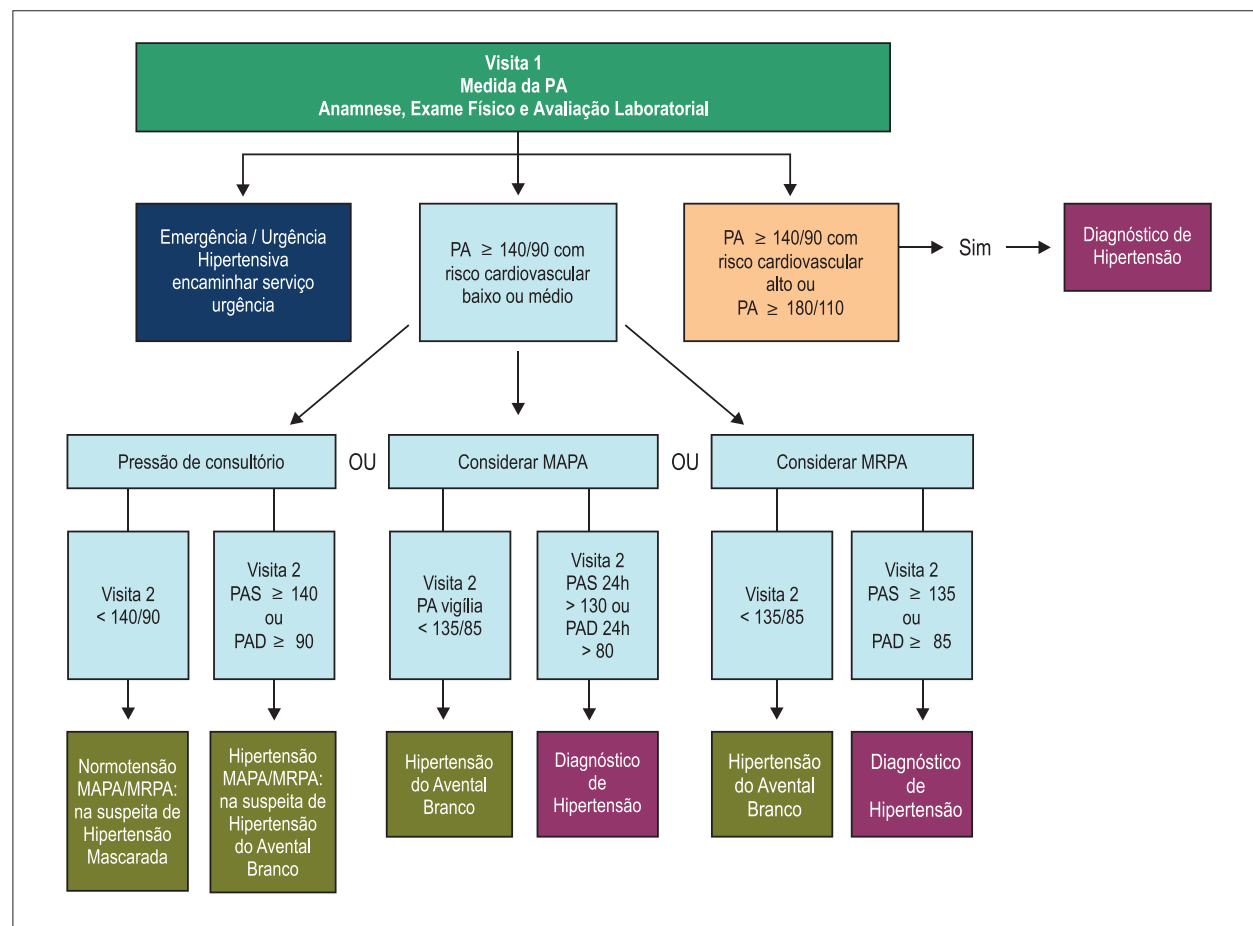 Visita 1
Medida da PA
Anamnese, Exame Físico e Avaliação Laboratorial
Emergência / Urgência
Hipertensiva
encaminhar serviço
urgência
PA ≥ 140/90 com
risco cardiovascular
baixo ou médio
PA ≥ 140/90 com
risco cardiovascular
alto ou
PA ≥ 180/110
Sim
Diagnóstico de
Hipertensão
Pressão de consultório
OU
Considerar MAPA
OU
Considerar MRPA
Visita 2
< 140/90
Visita 2
PAS ≥ 140
ou
PAD ≥ 90
Visita 2
PA vigília
< 135/85
Visita 2
PAS 24h
> 130 ou
PAD 24h
> 80
Visita 2
< 135/85
Visita 2
PAS ≥ 135
ou
PAD ≥ 85
Normotensão
MAPA/MRPA:
na suspeita de
Hipertensão
Mascarada
Hipertensão
MAPA/MRPA:
na suspeita de
Hipertensão
do Avental
Branco
Hipertensão
do Avental
Branco
Diagnóstico
de
Hipertensão
Hipertensão
do Avental
Branco
Diagnóstico
de
Hipertensão